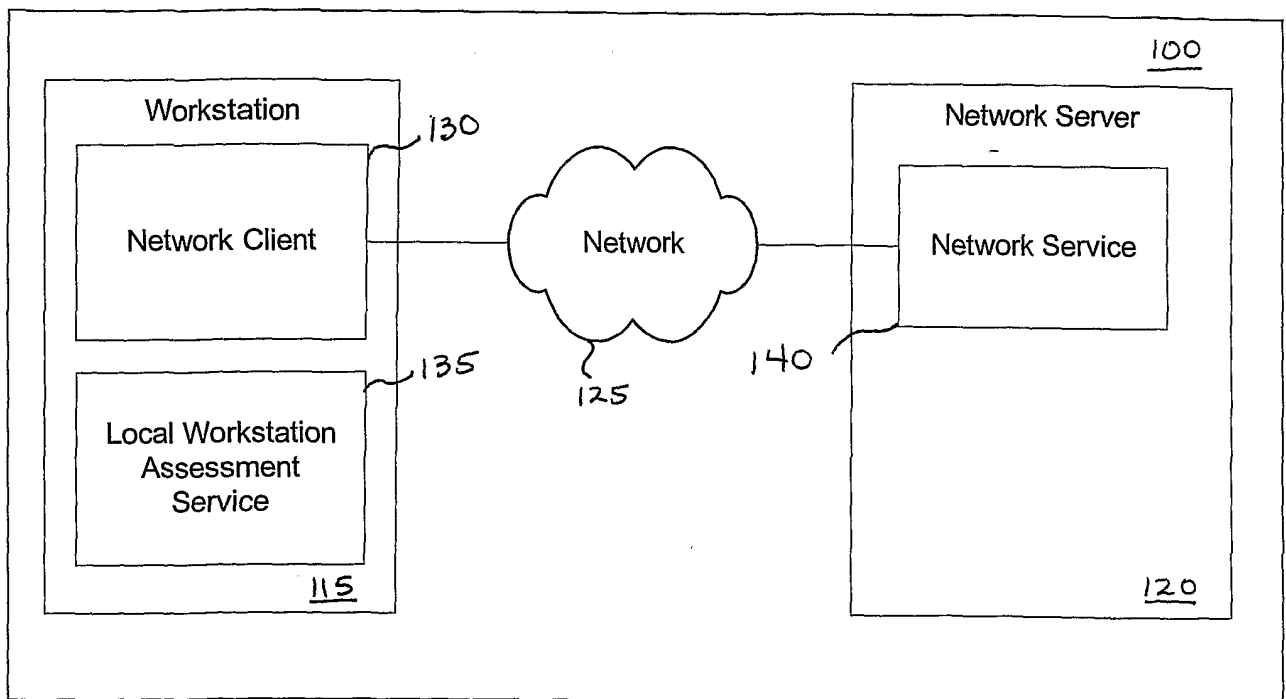 100
Workstation
130
Network Client
Network
125
Network Server
Network Service
140
135
Local Workstation
Assessment
Service
115
120